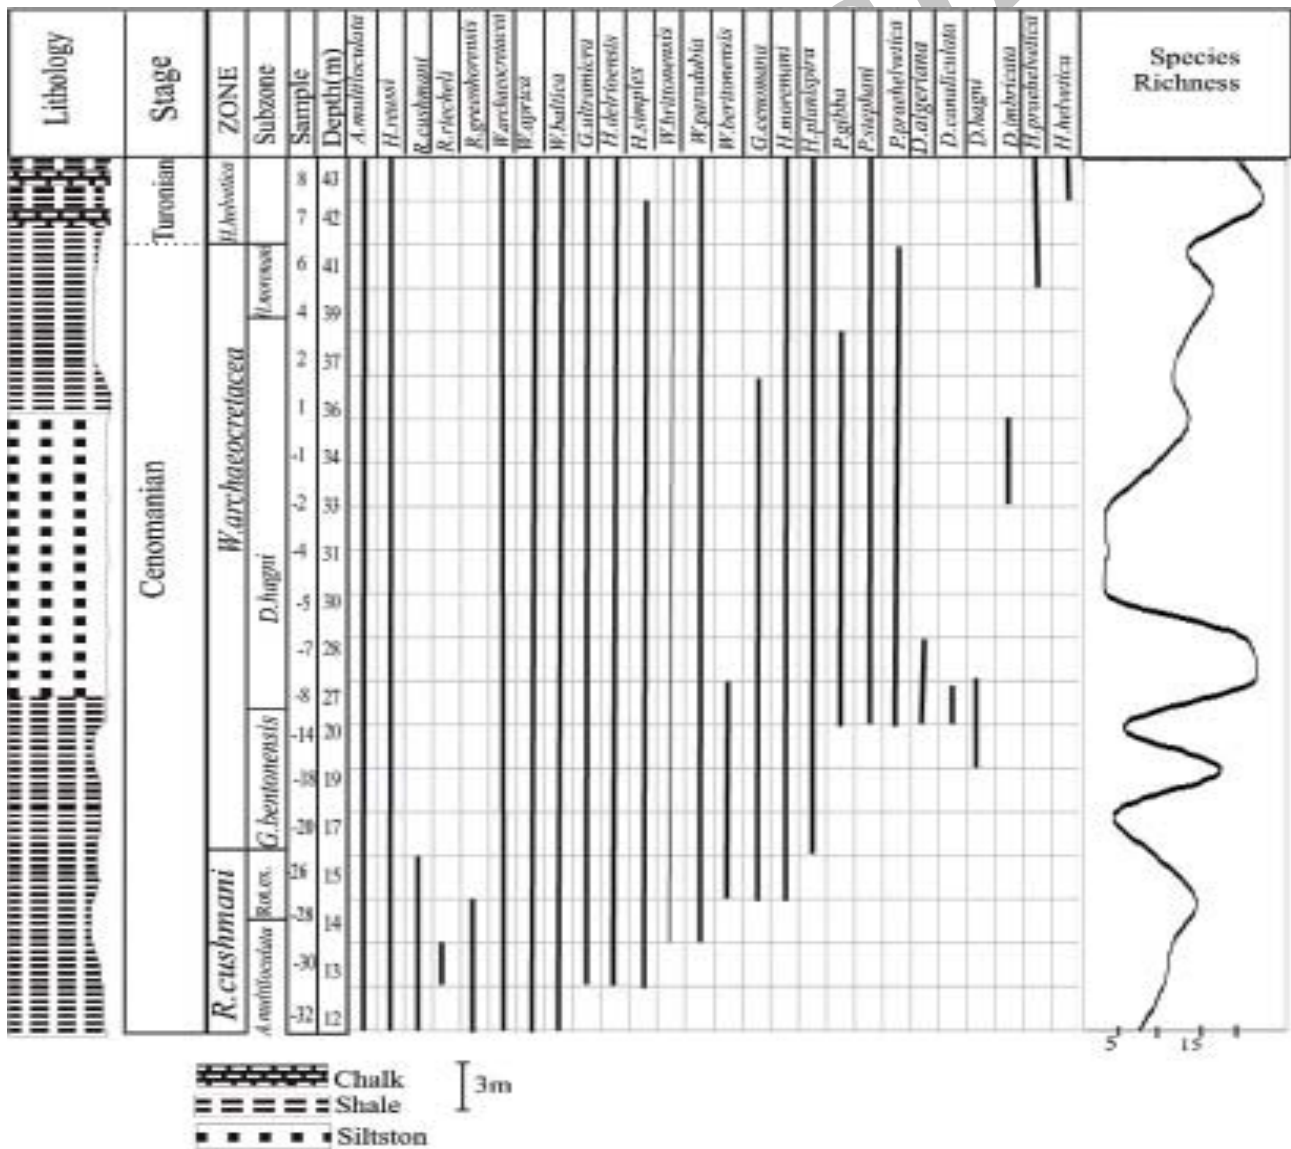 Lithology
Stage
ZONE
Subzone
Sample
Depth(m)
A.multiloculata
H.reussi
R.cushmani
R.riecheli
R.greenhornensis
W.archaeocretacea
W.aprica
W.baltica
G.ultramicra
H.delrioensis
H.simplex
W.brittonensis
W.paradubia
W.beritonensis
G.cenomana
H.moremani
H.planispira
P.gibba
P.stephani
P.praehelvetica
D.algeriana
D.canaliculata
D.hagni
D.imbricata
H.praehelvetica
H.helvetica
Species
Richness
Turonian
Cenomanian
H.helvetica
W.archaeocretacea
R.cushmani
D.hagni
G.bentonensis
Rot.ex.
A.multiloculata
8 43
7 42
6 41
4 39
2 37
1 36
-1 34
-2 33
-4 31
-5 30
-7 28
-8 27
-14 20
-18 19
-20 17
26 15
-28 14
-30 13
-32 12
5 15
Chalk
3m
Shale
Siltston